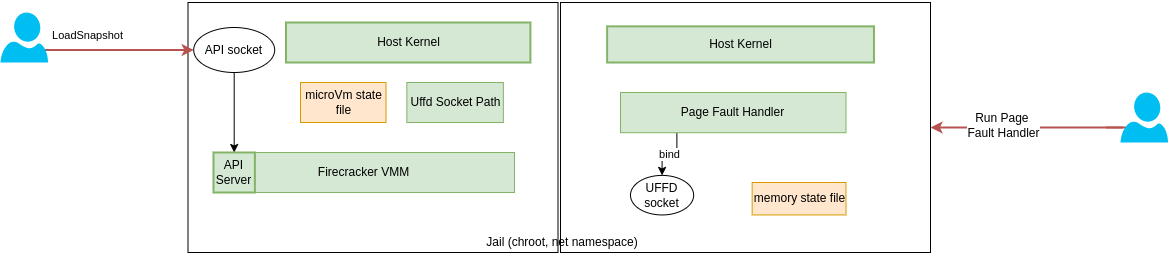 LoadSnapshot
API socket
Host Kernel
microVm state
file
Uffd Socket Path
API
Server
Firecracker VMM
Host Kernel
Page Fault Handler
bind
UFFD
socket
memory state file
Run Page
Fault Handler
Jail (chroot, net namespace)